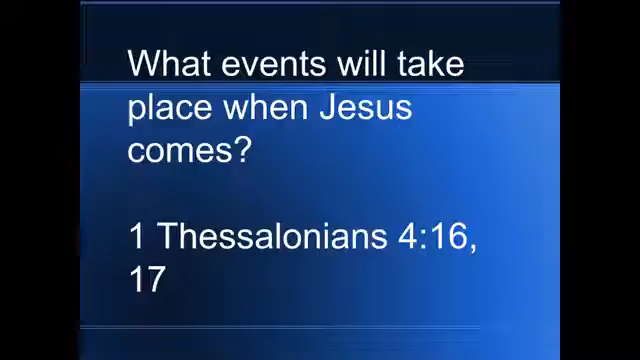 What events will take
place when Jesus
comes?
1 Thessalonians 4:16,
17